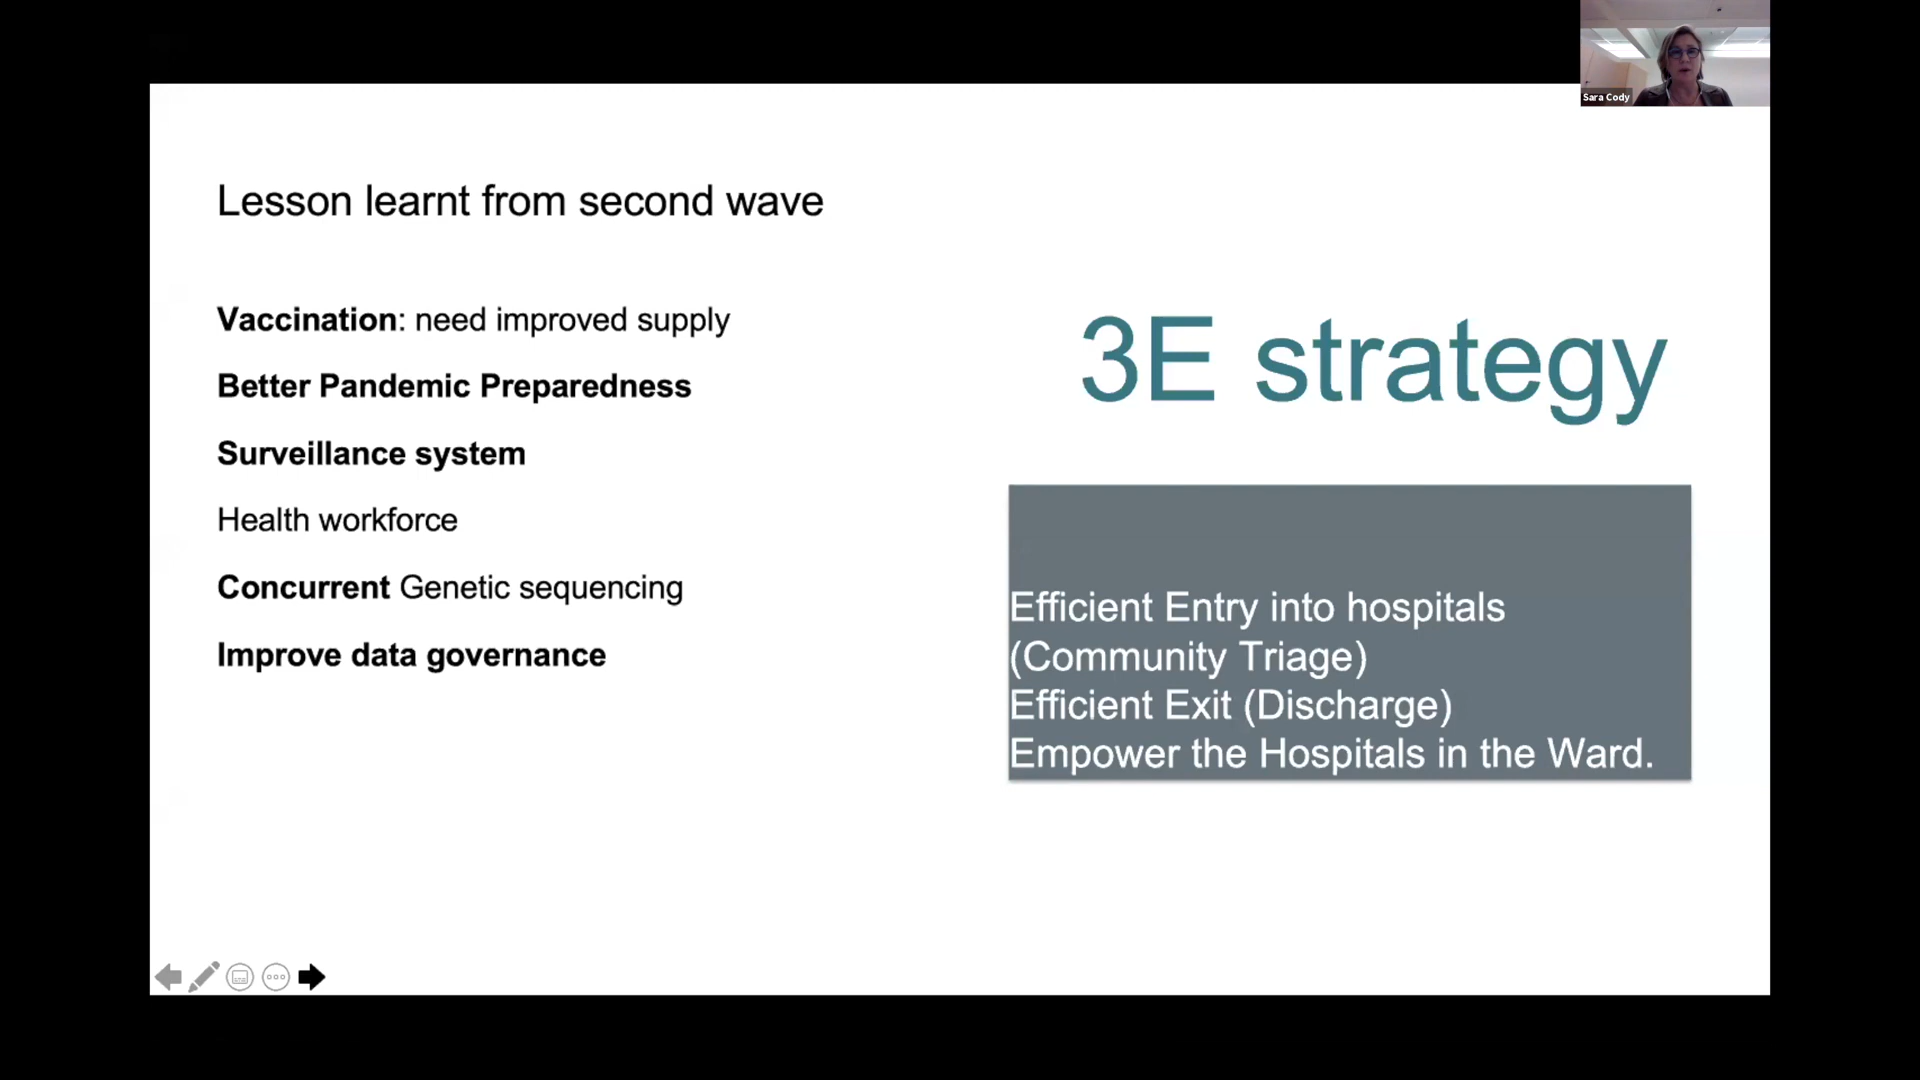 Sara Cody
Lesson learnt from second wave
Vaccination: need improved supply
Better Pandemic Preparedness
Surveillance system
Health workforce
Concurrent Genetic sequencing
Improve data governance
3E strategy
Efficient Entry into hospitals
(Community Triage)
Efficient Exit (Discharge)
Empower the Hospitals in the Ward.